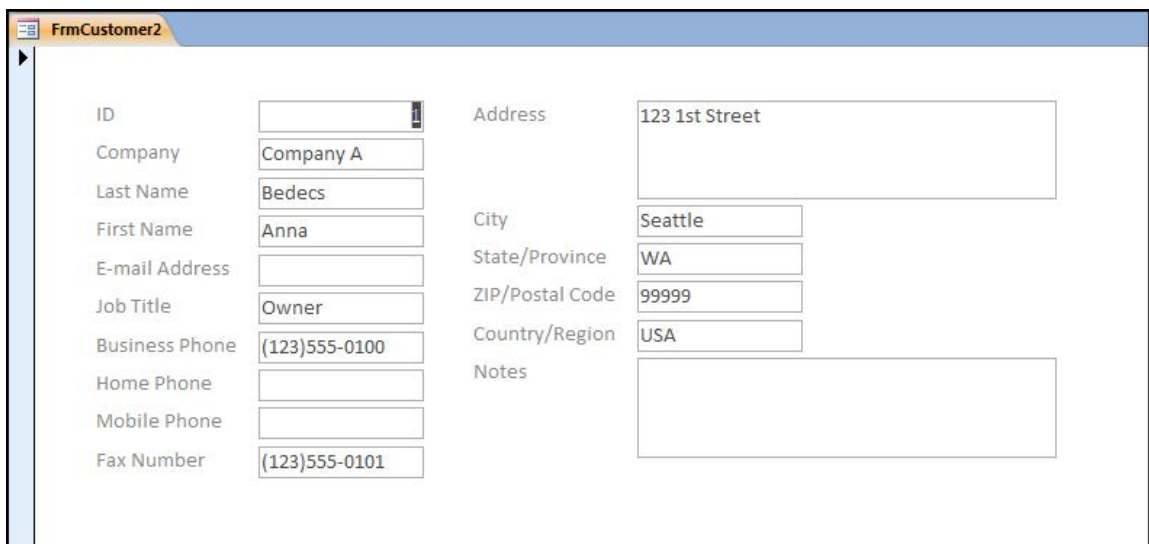 FrmCustomer2
ID 1
Company Company A
Last Name Bedecs
First Name Anna
E-mail Address
Job Title Owner
Business Phone (123)555-0100
Home Phone
Mobile Phone
Fax Number (123)555-0101
Address 123 1st Street
City Seattle
State/Province WA
ZIP/Postal Code 99999
Country/Region USA
Notes